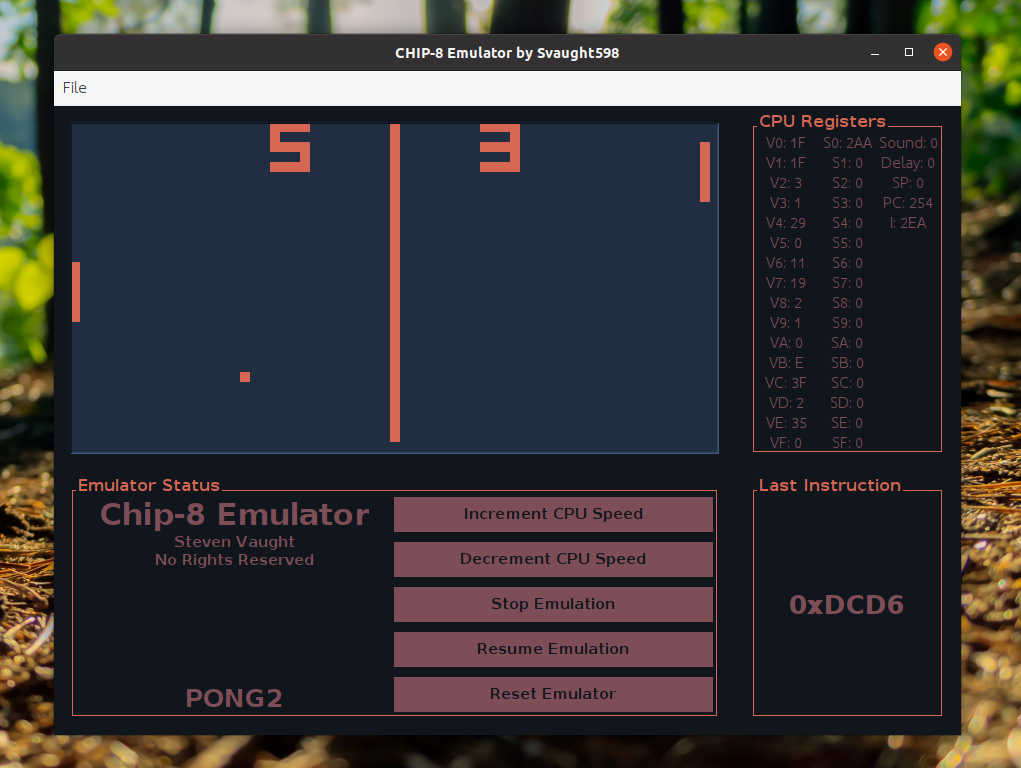 CHIP-8 Emulator by Svaught598
File
5 3
CPU Registers
V0: 1F S0: 2AA Sound: 0
V1: 1F S1: 0 Delay: 0
V2: 3 S2: 0 SP: 0
V3: 1 S3: 0 PC: 254
V4: 29 S4: 0 I: 2EA
V5: 0 S5: 0
V6: 11 S6: 0
V7: 19 S7: 0
V8: 2 S8: 0
V9: 1 S9: 0
VA: 0 SA: 0
VB: E SB: 0
VC: 3F SC: 0
VD: 2 SD: 0
VE: 35 SE: 0
VF: 0 SF: 0
Emulator Status
Chip-8 Emulator
Steven Vaught
No Rights Reserved
PONG2
Increment CPU Speed
Decrement CPU Speed
Stop Emulation
Resume Emulation
Reset Emulator
Last Instruction
0xDCD6